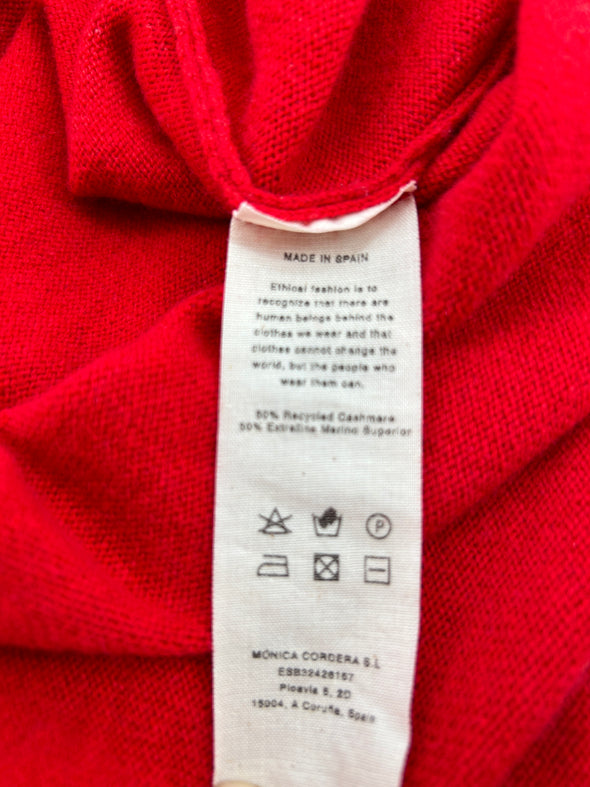 MADE IN SPAIN
Ethical fashion is to
recognize that there are
human beings behind the
clothes we wear and that
clothes cannot change the
world, but the people who
wear them can.
50% Recycled Cashmere
50% Extrafine Merino Superior
P
MÓNICA CORDERA S.L
ESB32426157
Picavia 5, 2D
15004, A Coruña, Spain